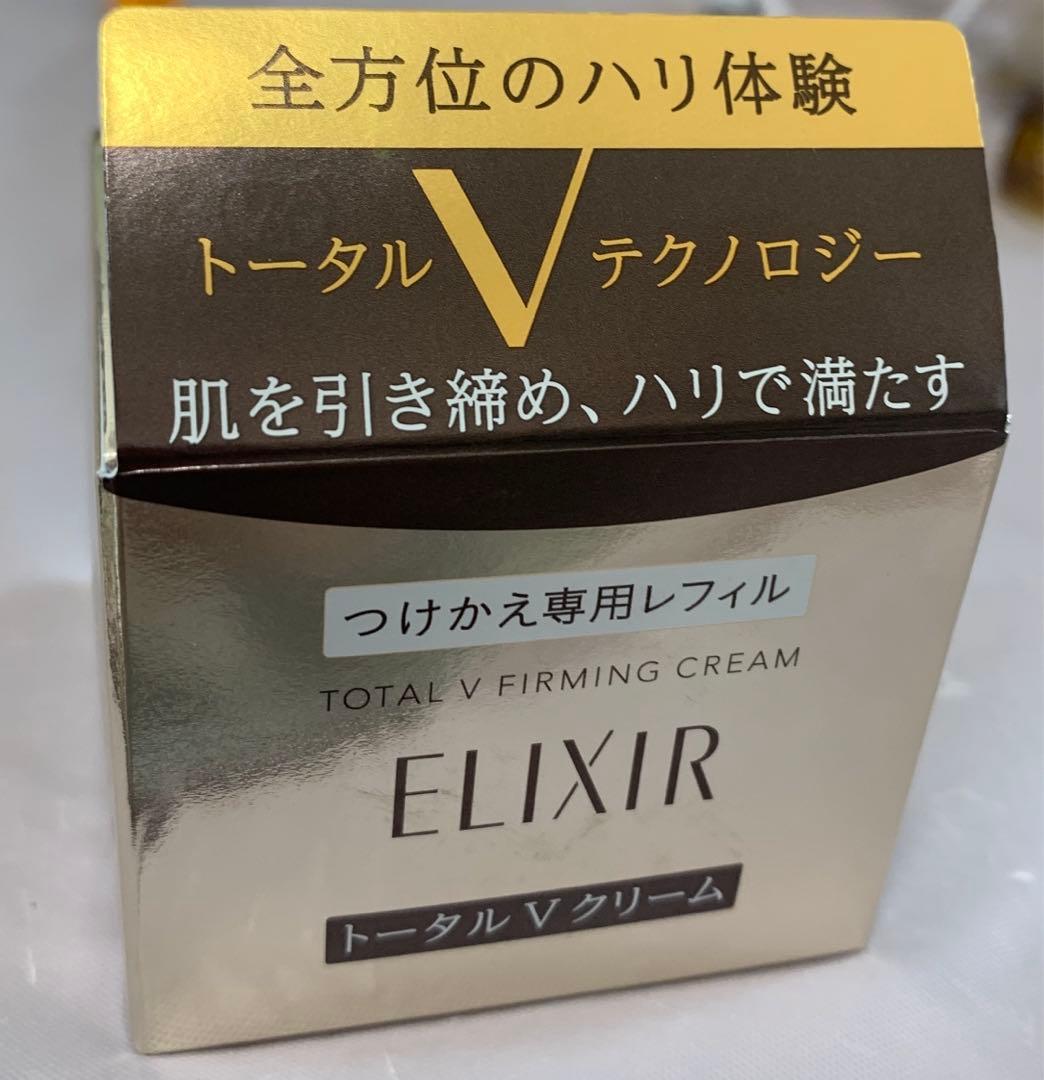 全方位のハリ体験
トータル V テクノロジー
肌を引き締め、ハリで満たす
つけかえ専用レフィル
TOTAL V FIRMING CREAM
ELIXIR
トータル V クリーム